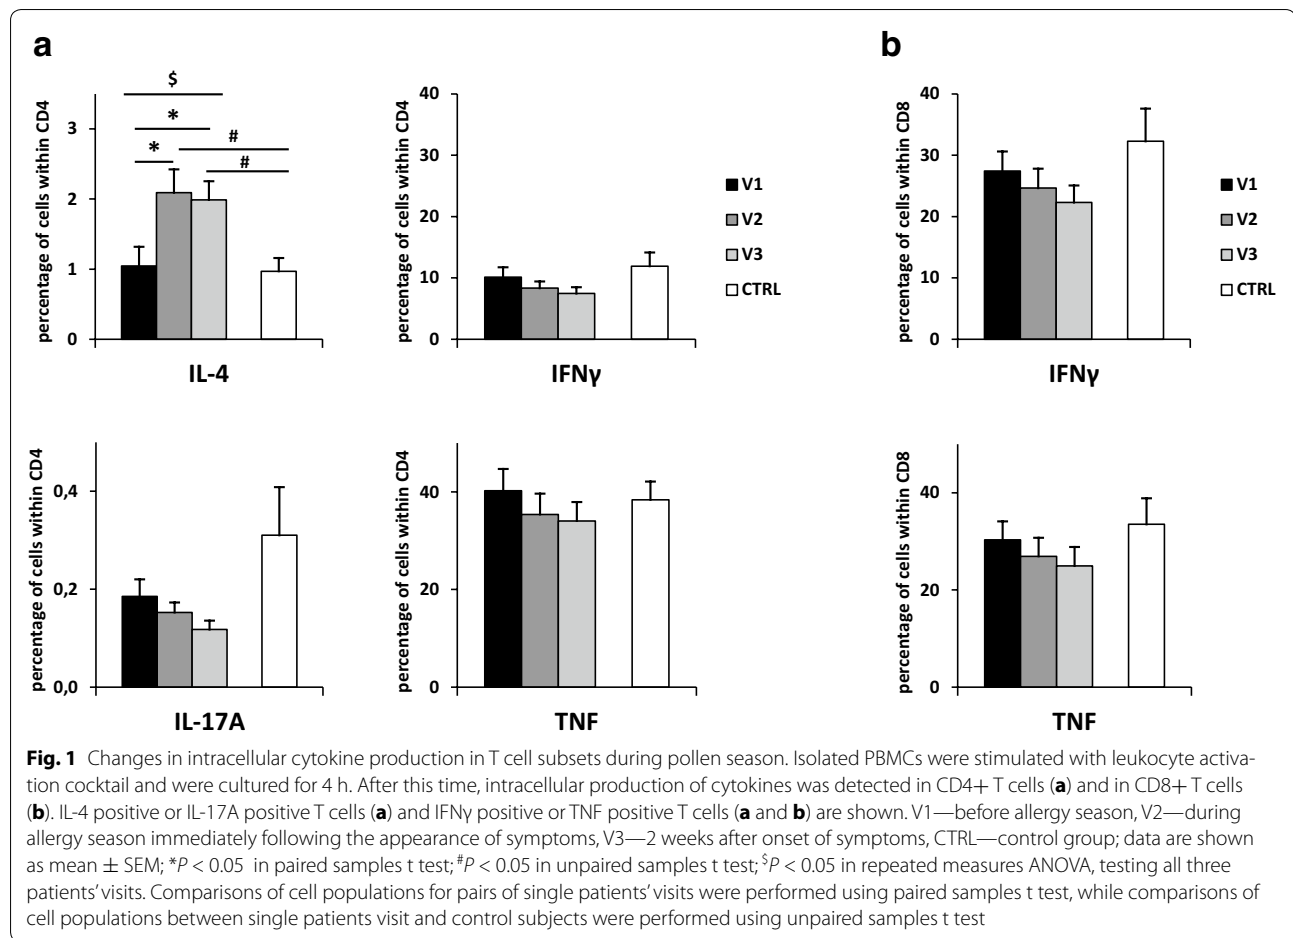 a
b
$
*
*
#
#
percentage of cells within CD4
3
2
1
0
IL-4
percentage of cells within CD4
40
30
20
10
0
IFNγ
V1
V2
V3
CTRL
percentage of cells within CD8
40
30
20
10
0
IFNγ
V1
V2
V3
CTRL
percentage of cells within CD4
0,4
0,2
0,0
IL-17A
percentage of cells within CD4
40
20
0
TNF
percentage of cells within CD8
40
20
0
TNF
Fig. 1 Changes in intracellular cytokine production in T cell subsets during pollen season. Isolated PBMCs were stimulated with leukocyte activa-
tion cocktail and were cultured for 4 h. After this time, intracellular production of cytokines was detected in CD4+ T cells (a) and in CD8+ T cells
(b). IL-4 positive or IL-17A positive T cells (a) and IFNγ positive or TNF positive T cells (a and b) are shown. V1—before allergy season, V2—during
allergy season immediately following the appearance of symptoms, V3—2 weeks after onset of symptoms, CTRL—control group; data are shown
as mean ± SEM; *P < 0.05 in paired samples t test; #P < 0.05 in unpaired samples t test; $P < 0.05 in repeated measures ANOVA, testing all three
patients' visits. Comparisons of cell populations for pairs of single patients' visits were performed using paired samples t test, while comparisons of
cell populations between single patients visit and control subjects were performed using unpaired samples t test